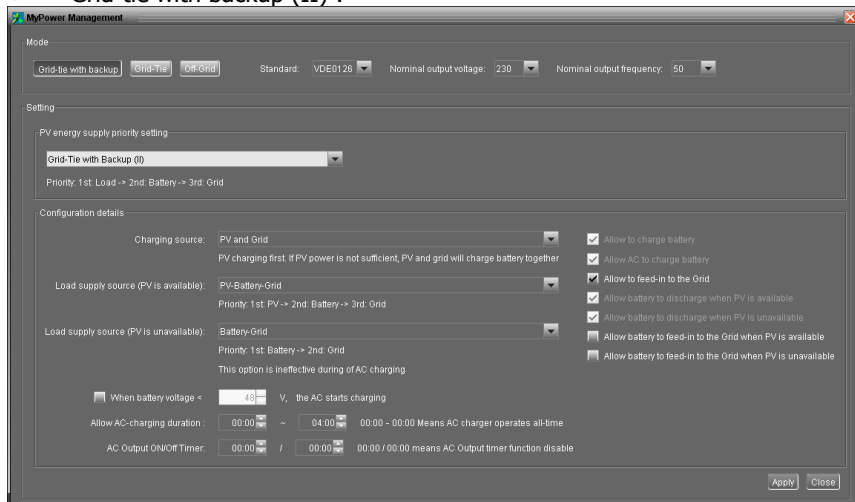 Grid-tie with backup (II) :
MyPower Management
Mode
Grid-tie with backup Grid-Tie Off-Grid Standard: VDE0126 Nominal output voltage: 230 Nominal output frequency: 50
Setting
PV energy supply priority setting
Grid-Tie with Backup (II)
Priority: 1st: Load -> 2nd: Battery -> 3rd: Grid
Configuration details
Charging source: PV and Grid
PV charging first. If PV power is not sufficient, PV and grid will charge battery together
Load supply source (PV is available): PV-Battery-Grid
Priority: 1st: PV -> 2nd: Battery -> 3rd: Grid
Load supply source (PV is unavailable): Battery-Grid
Priority: 1st: Battery -> 2nd: Grid
This option is ineffective during of AC charging
When battery voltage < 48 V, the AC starts charging
Allow AC-charging duration : 00:00 ~ 04:00 00:00 - 00:00 Means AC charger operates all-time
AC Output ON/Off Timer: 00:00 / 00:00 00:00 / 00:00 means AC Output timer function disable
Allow to charge battery
Allow AC to charge battery
Allow to feed-in to the Grid
Allow battery to discharge when PV is available
Allow battery to discharge when PV is unavailable
Allow battery to feed-in to the Grid when PV is available
Allow battery to feed-in to the Grid when PV is unavailable
Apply Close